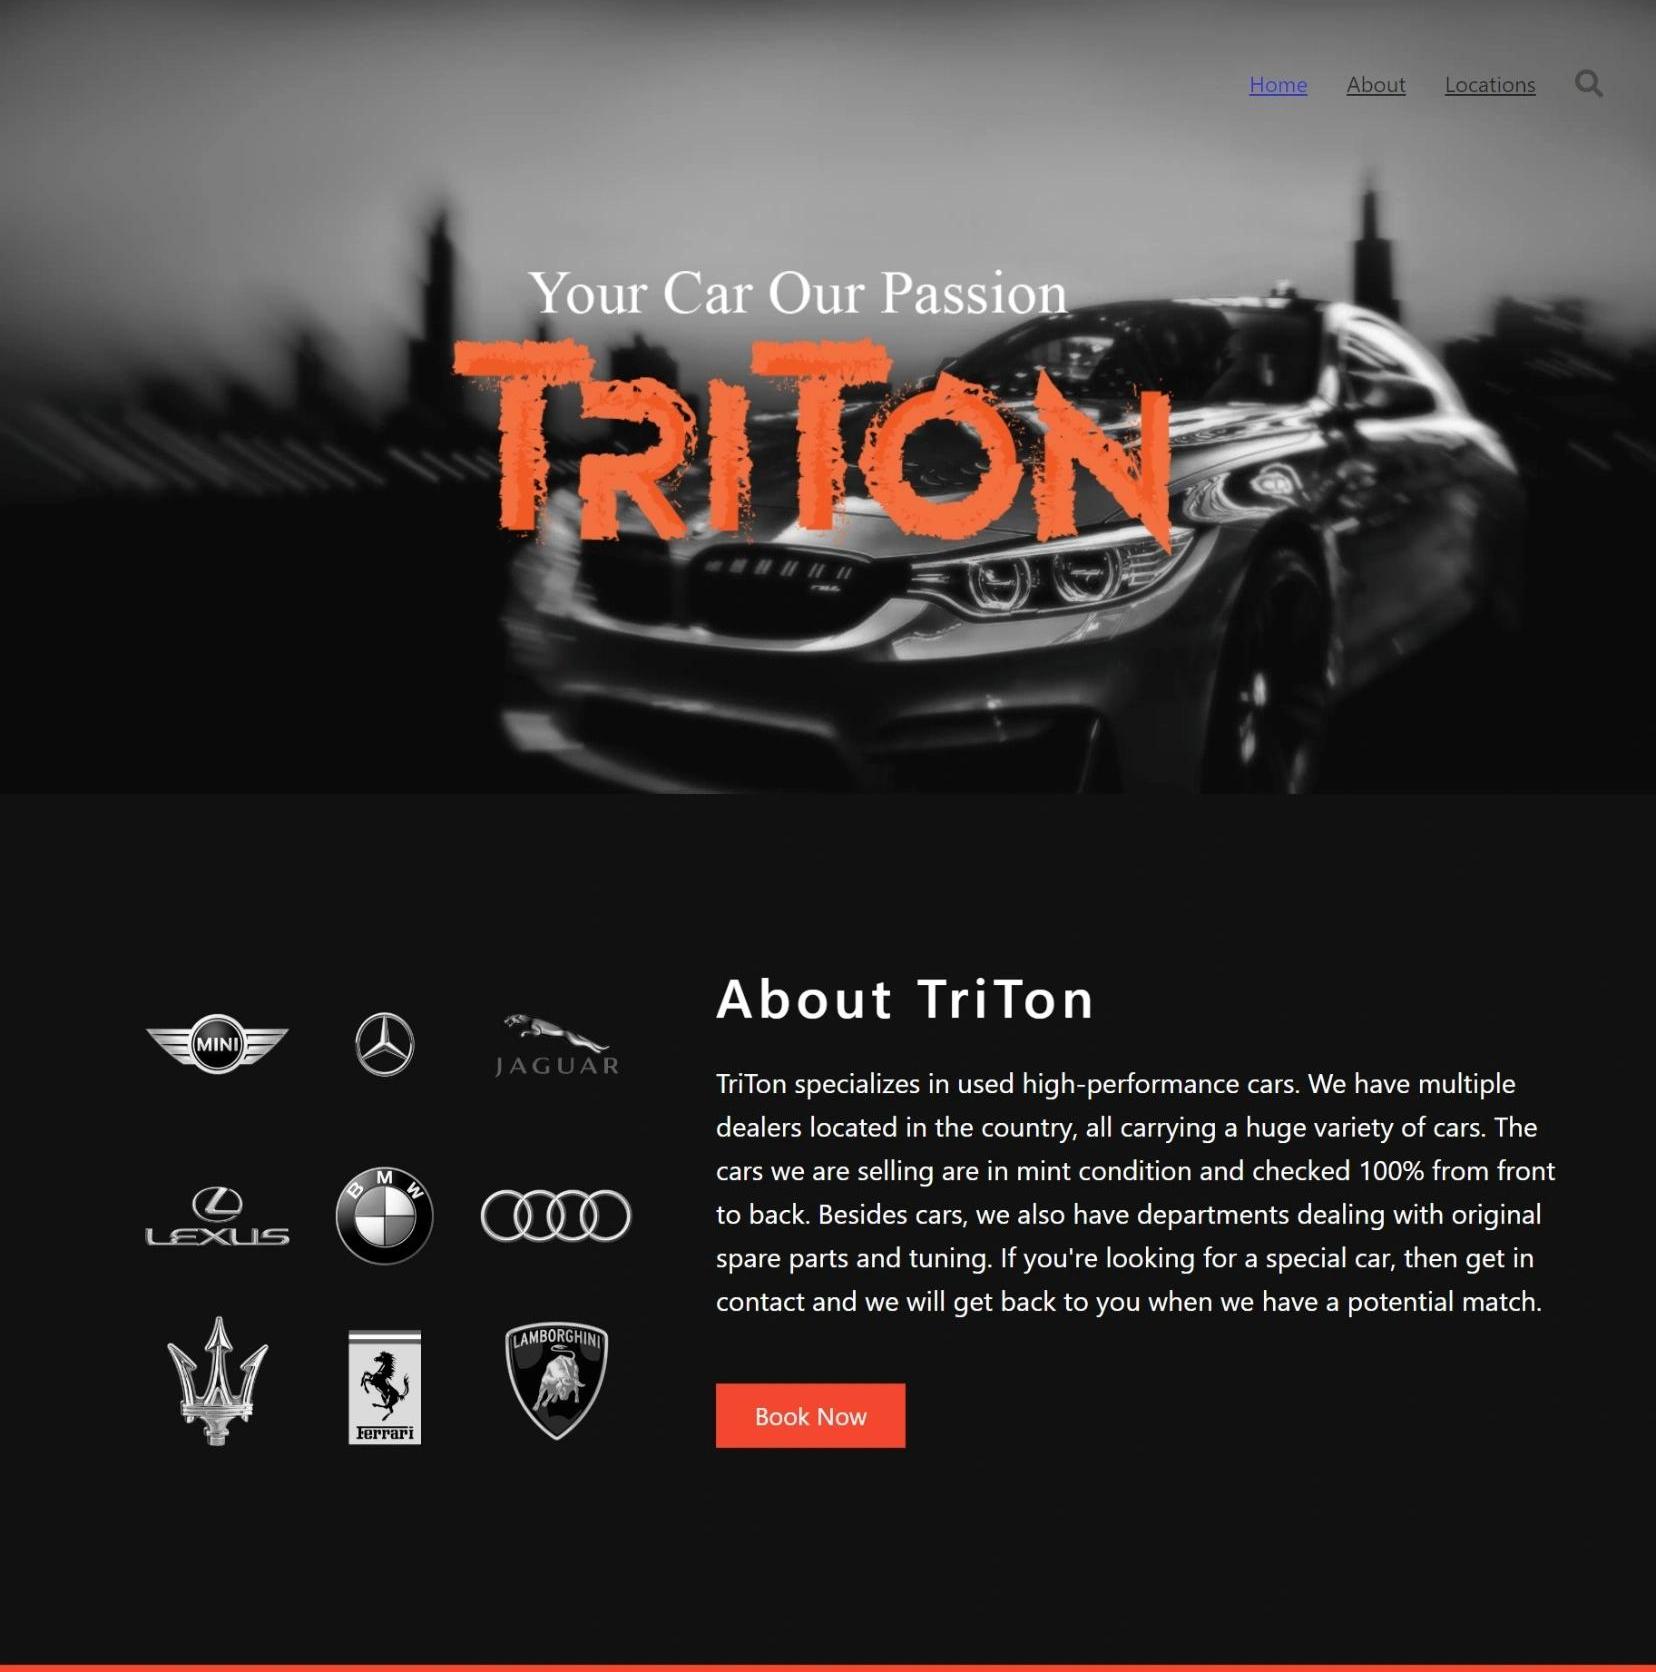 Home About Locations
Your Car Our Passion
TRITON
About TriTon
MINI
JAGUAR
TriTon specializes in used high-performance cars. We have multiple
dealers located in the country, all carrying a huge variety of cars. The
cars we are selling are in mint condition and checked 100% from front
to back. Besides cars, we also have departments dealing with original
spare parts and tuning. If you're looking for a special car, then get in
contact and we will get back to you when we have a potential match.
LEXUS
BMW
LAMBORGHINI
Ferrari
Book Now